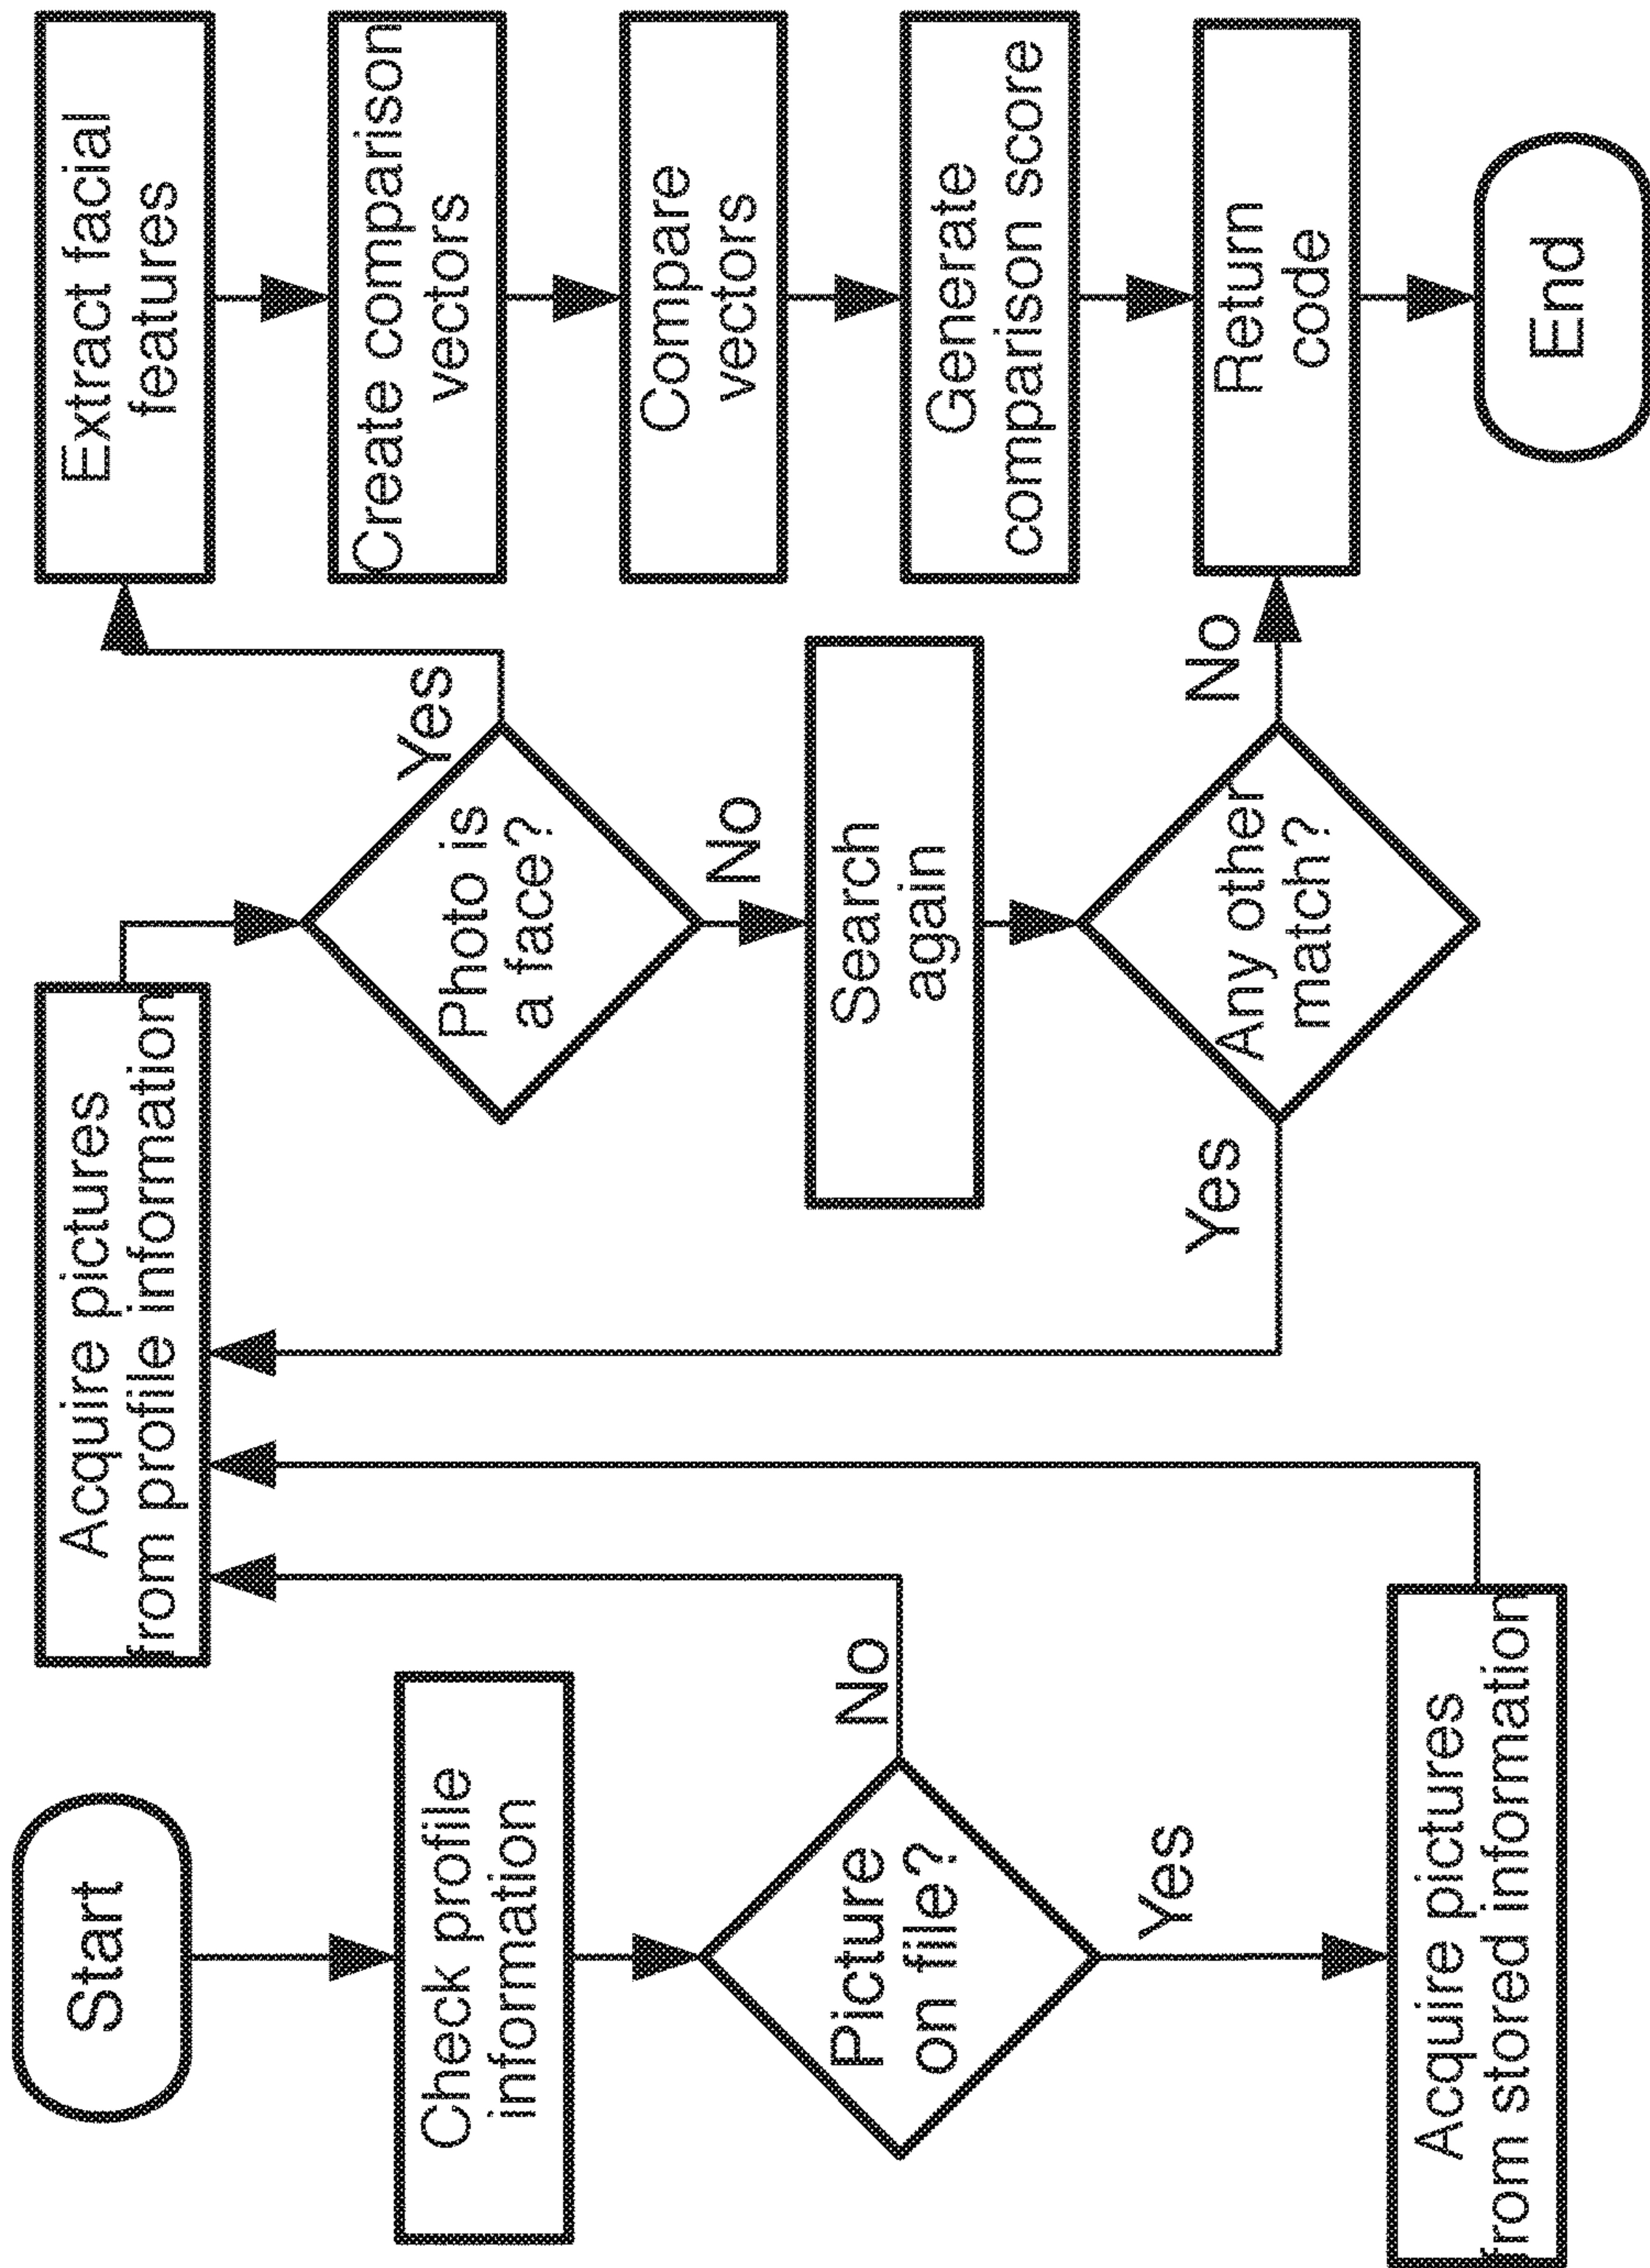 Start
Check profile
information
Picture
on file?
No
Yes
Acquire pictures
from stored information
Acquire pictures
from profile information
Photo is
a face?
Yes
No
Search
again
Any other
match?
Yes
No
Extract facial
features
Create comparison
vectors
Compare
vectors
Generate
comparison score
Return
code
End